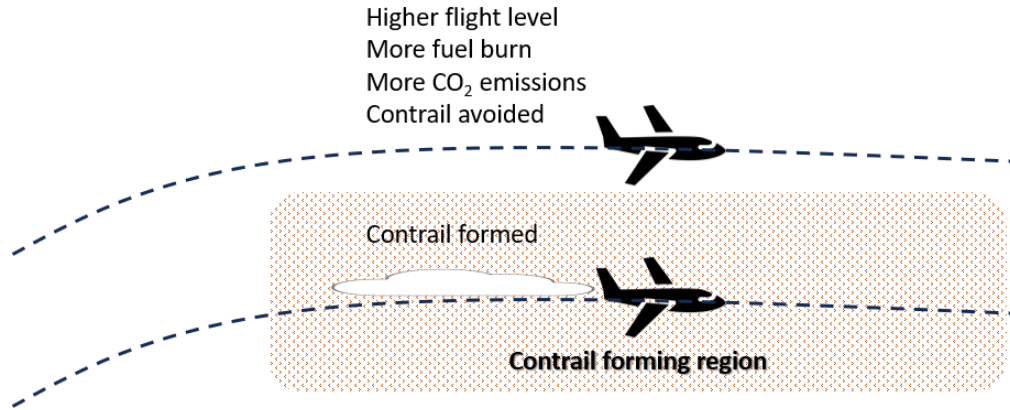 Higher flight level
More fuel burn
More CO₂ emissions
Contrail avoided
Contrail formed
Contrail forming region